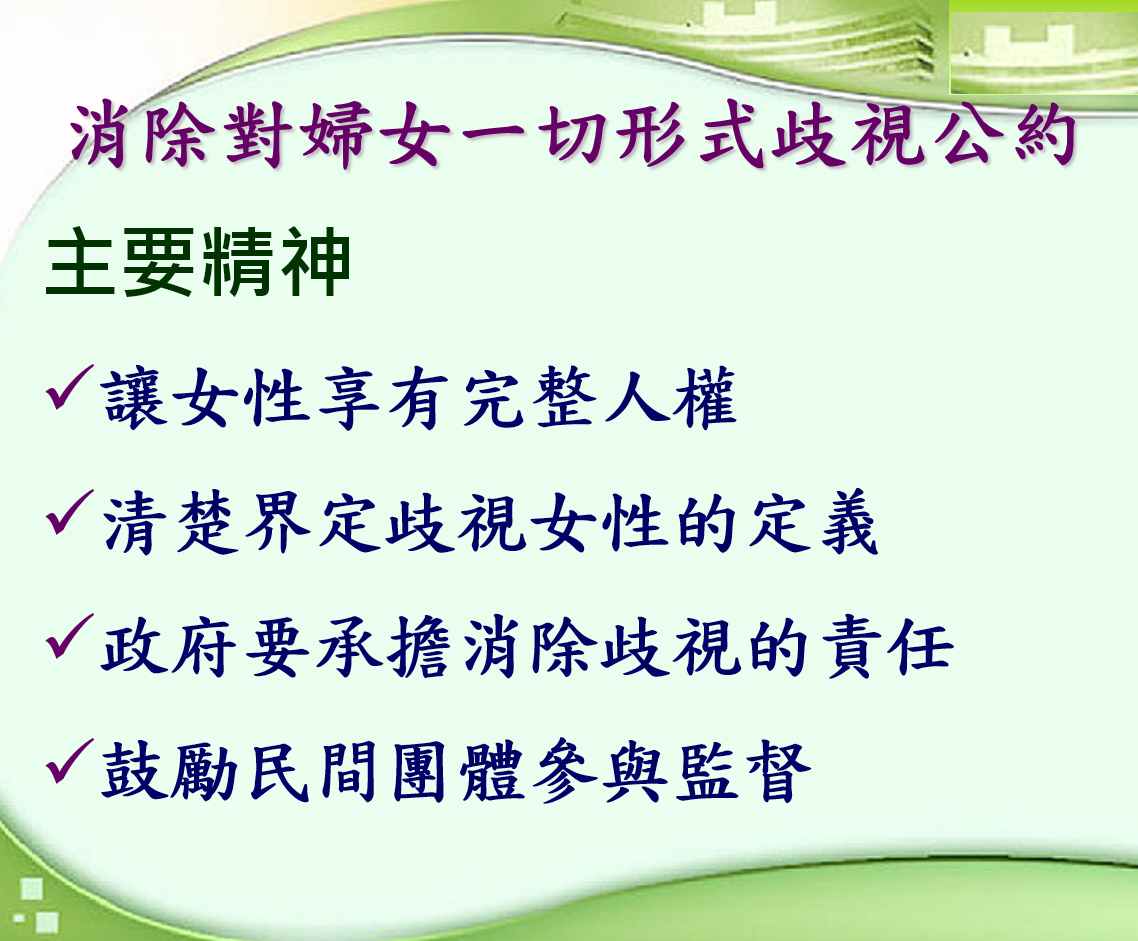 消除對婦女一切形式歧視公約
主要精神
✓讓女性享有完整人權
✓清楚界定歧視女性的定義
✓政府要承擔消除歧視的責任
✓鼓勵民間團體參與監督